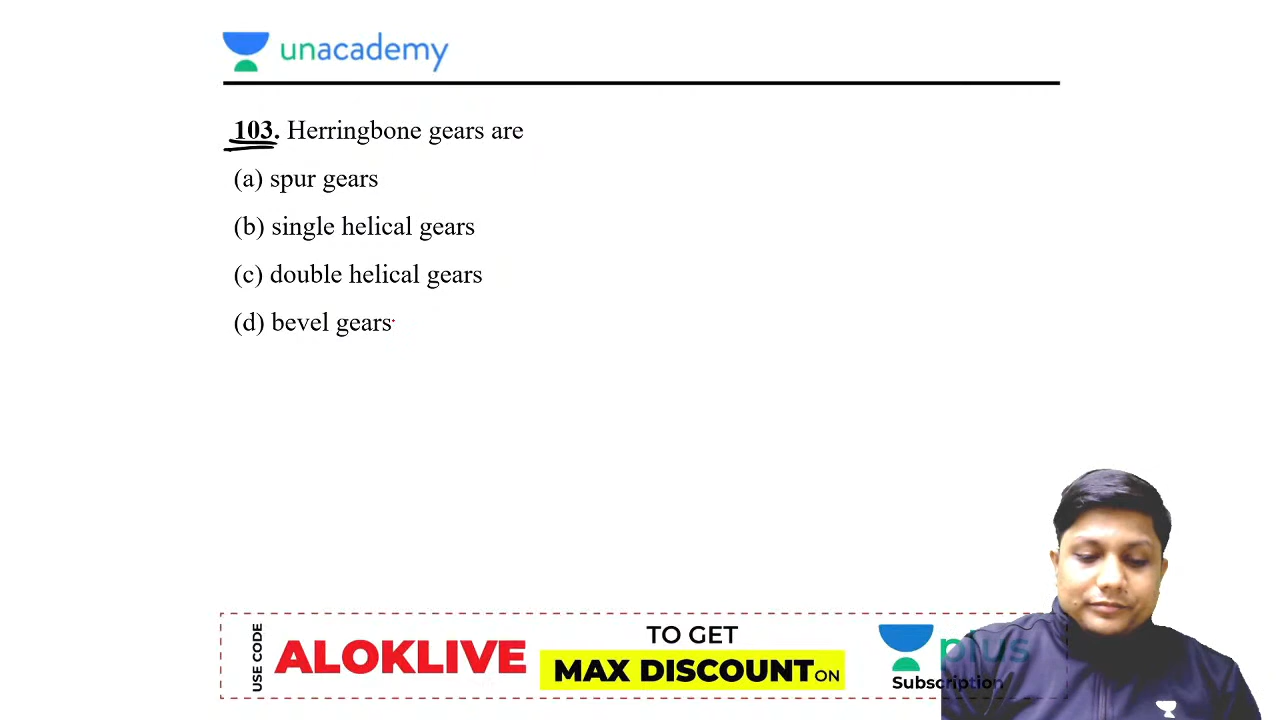 unacademy
103. Herringbone gears are
(a) spur gears
(b) single helical gears
(c) double helical gears
(d) bevel gears
USE CODE
ALOKLIVE
TO GET
MAX DISCOUNT ON
plus
Subscription